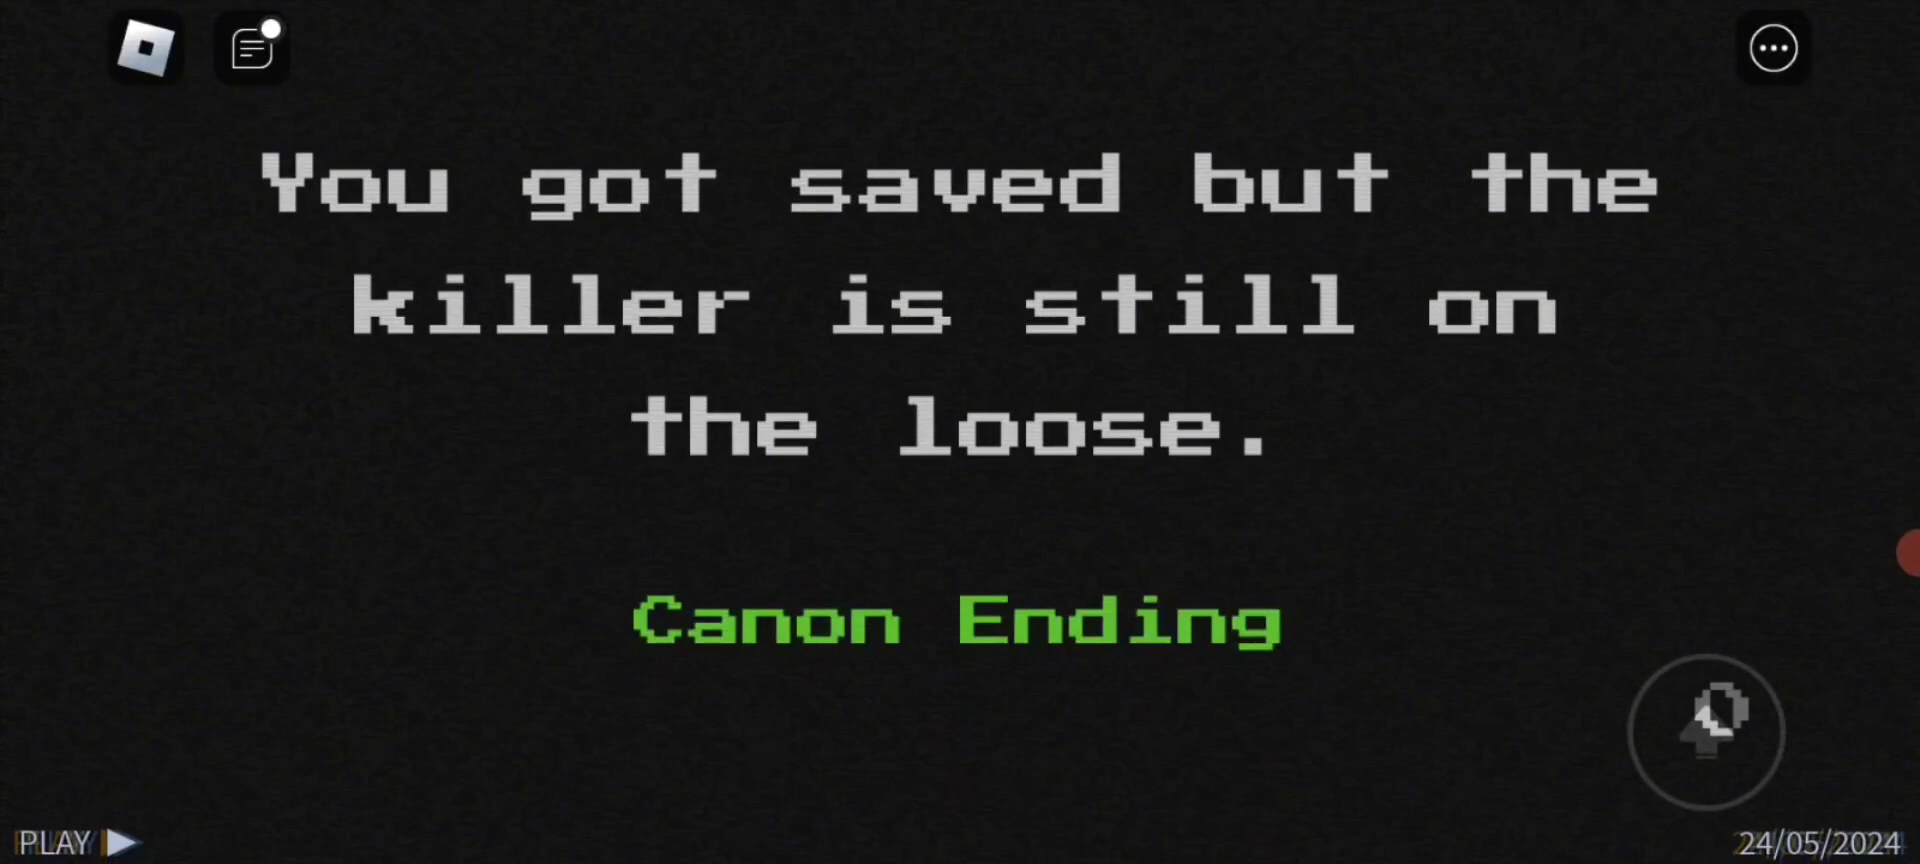 You got saved but the
killer is still on
the loose.
Canon Ending
PLAY
24/05/2024